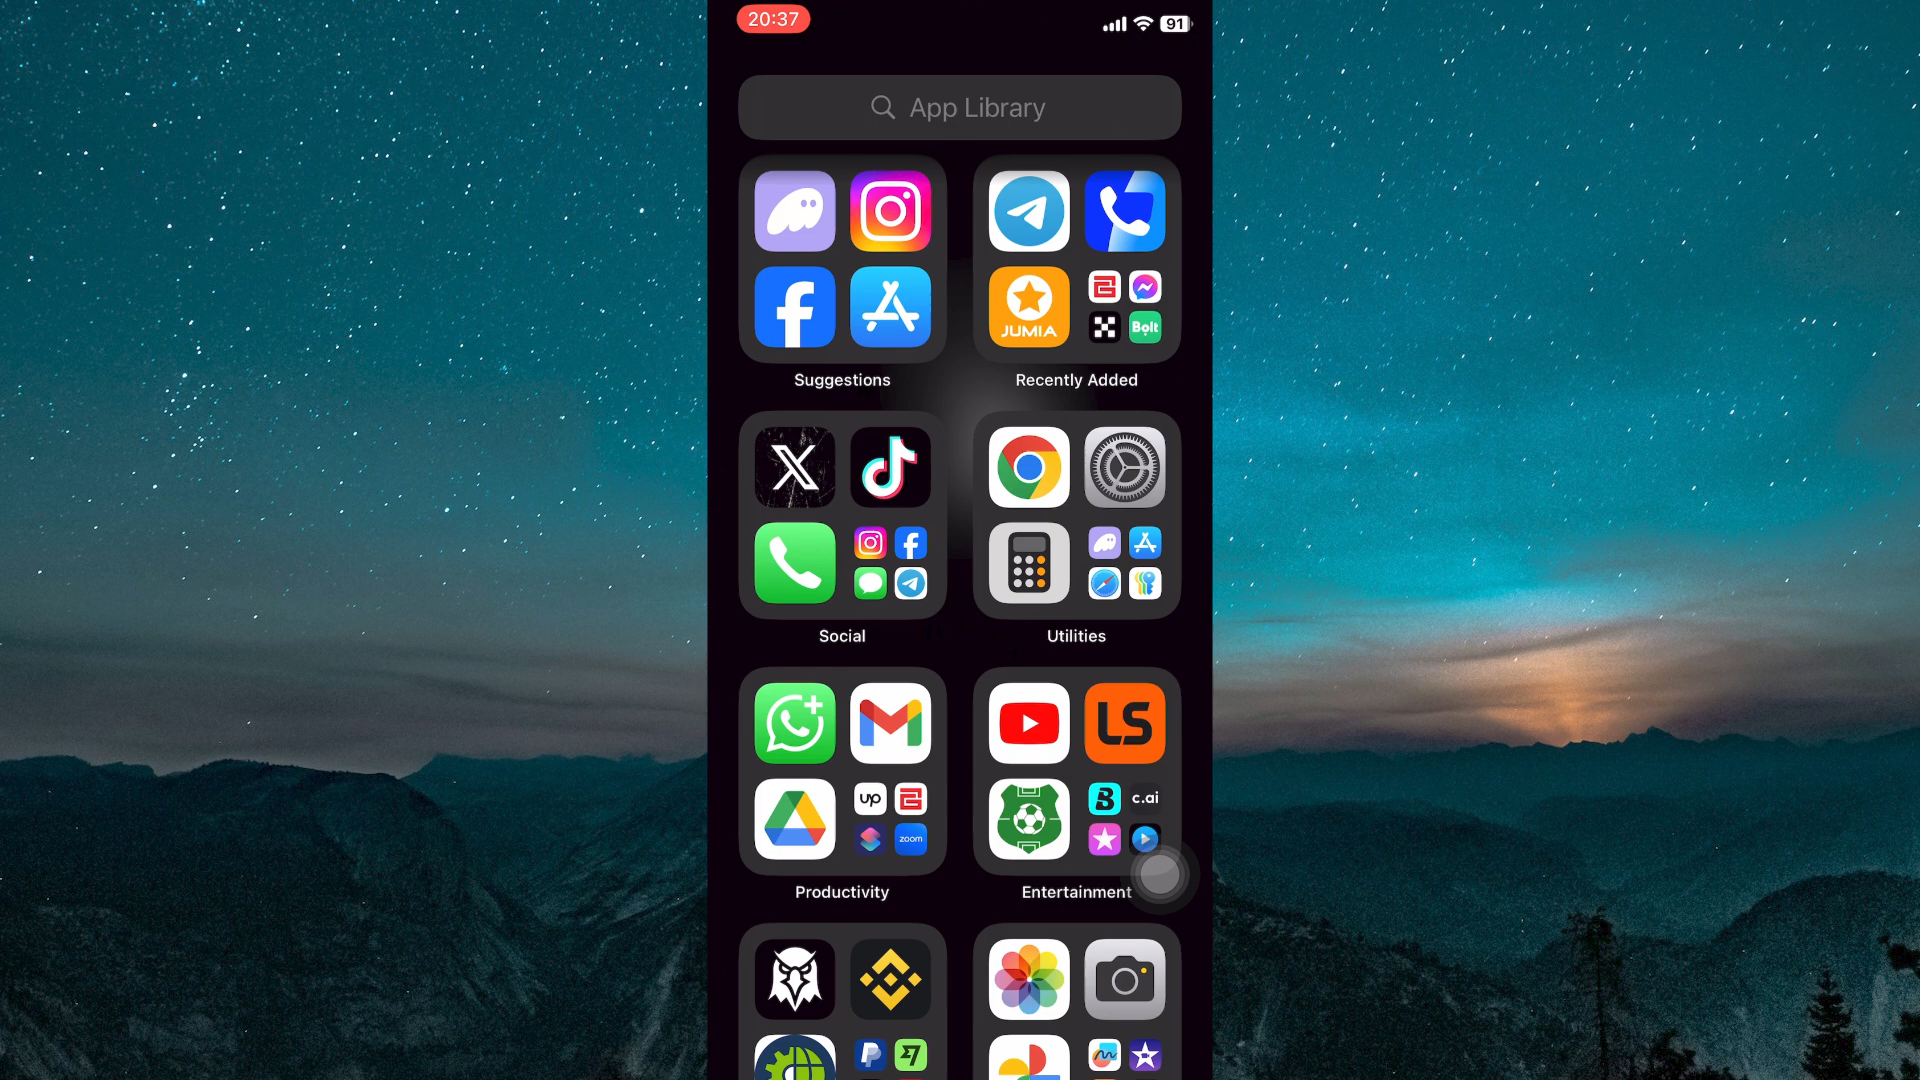 20:37
91
App Library
JUMIA
Bolt
Suggestions
Recently Added
X
Social
Utilities
LS
up
zoom
B
c.ai
Productivity
Entertainment